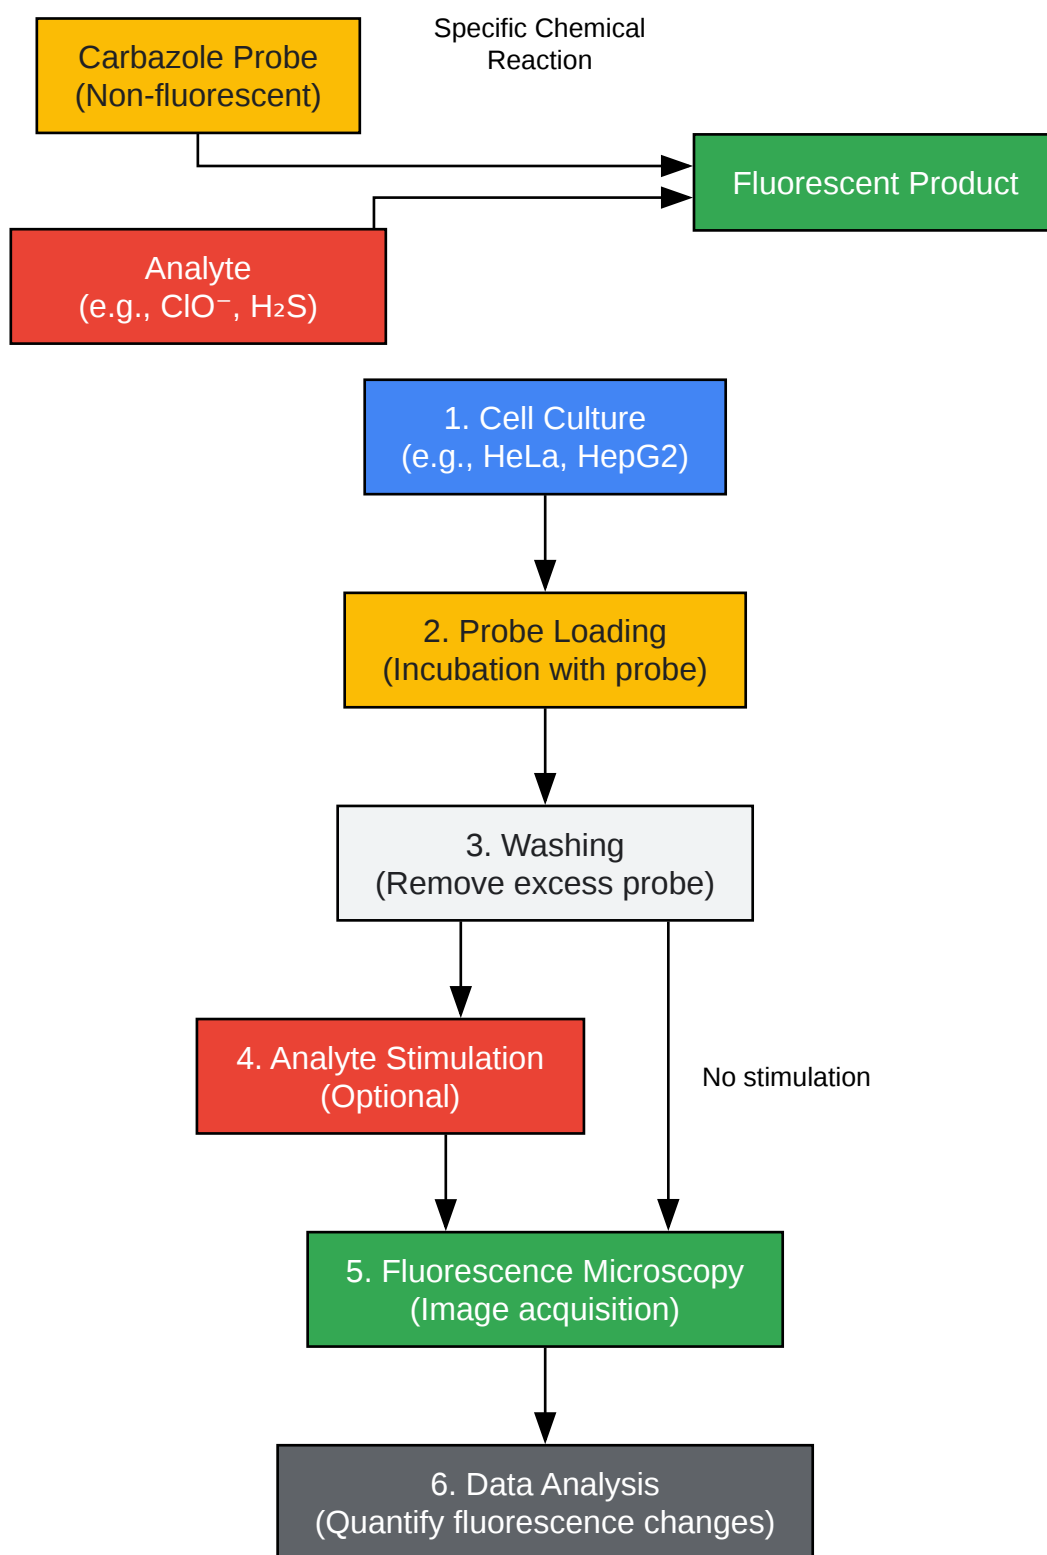 Specific Chemical
Reaction
Carbazole Probe
(Non-fluorescent)
Fluorescent Product
Analyte
(e.g., ClO⁻, H₂S)
1. Cell Culture
(e.g., HeLa, HepG2)
2. Probe Loading
(Incubation with probe)
3. Washing
(Remove excess probe)
4. Analyte Stimulation
(Optional)
No stimulation
5. Fluorescence Microscopy
(Image acquisition)
6. Data Analysis
(Quantify fluorescence changes)